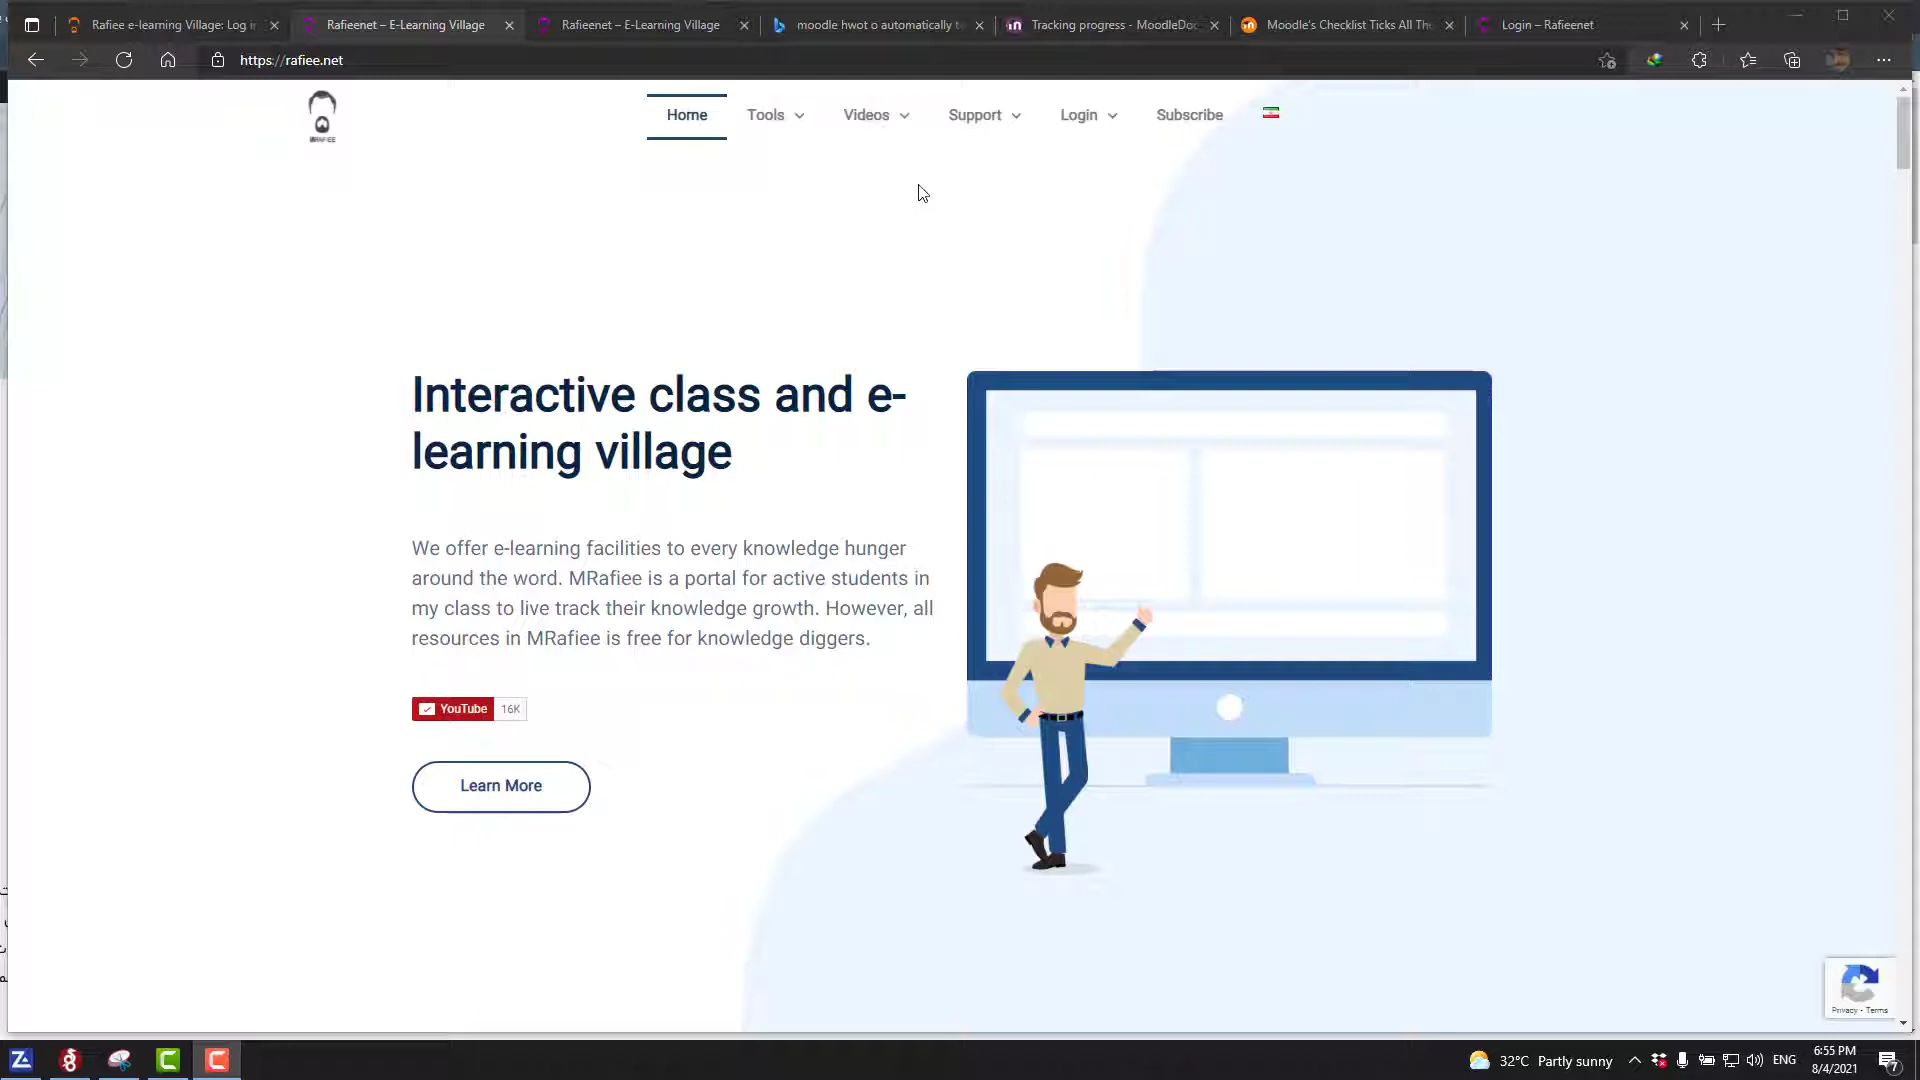 Rafiee e-learning Village: Log i
Rafieenet – E-Learning Village
Rafieenet – E-Learning Village
moodle hwot o automatically t
Tracking progress - MoodleDoc
Moodle's Checklist Ticks All The
Login – Rafieenet
https://rafiee.net
MRAFIEE
Home
Tools
Videos
Support
Login
Subscribe
Interactive class and e-
learning village
We offer e-learning facilities to every knowledge hunger
around the word. MRafiee is a portal for active students in
my class to live track their knowledge growth. However, all
resources in MRafiee is free for knowledge diggers.
YouTube 16K
Learn More
Privacy - Terms
32°C Partly sunny
ENG
6:55 PM
8/4/2021
7